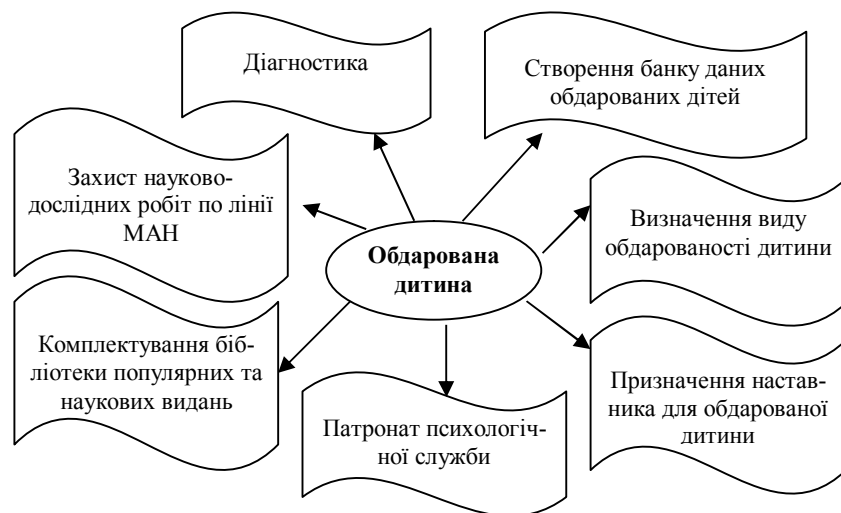 Діагностика
Створення банку даних
обдарованих дітей
Захист науково-
дослідних робіт по лінії
МАН
Визначення виду
обдарованості дитини
Обдарована
дитина
Комплектування біб-
ліотеки популярних та
наукових видань
Призначення настав-
ника для обдарованої
дитини
Патронат психологіч-
ної служби